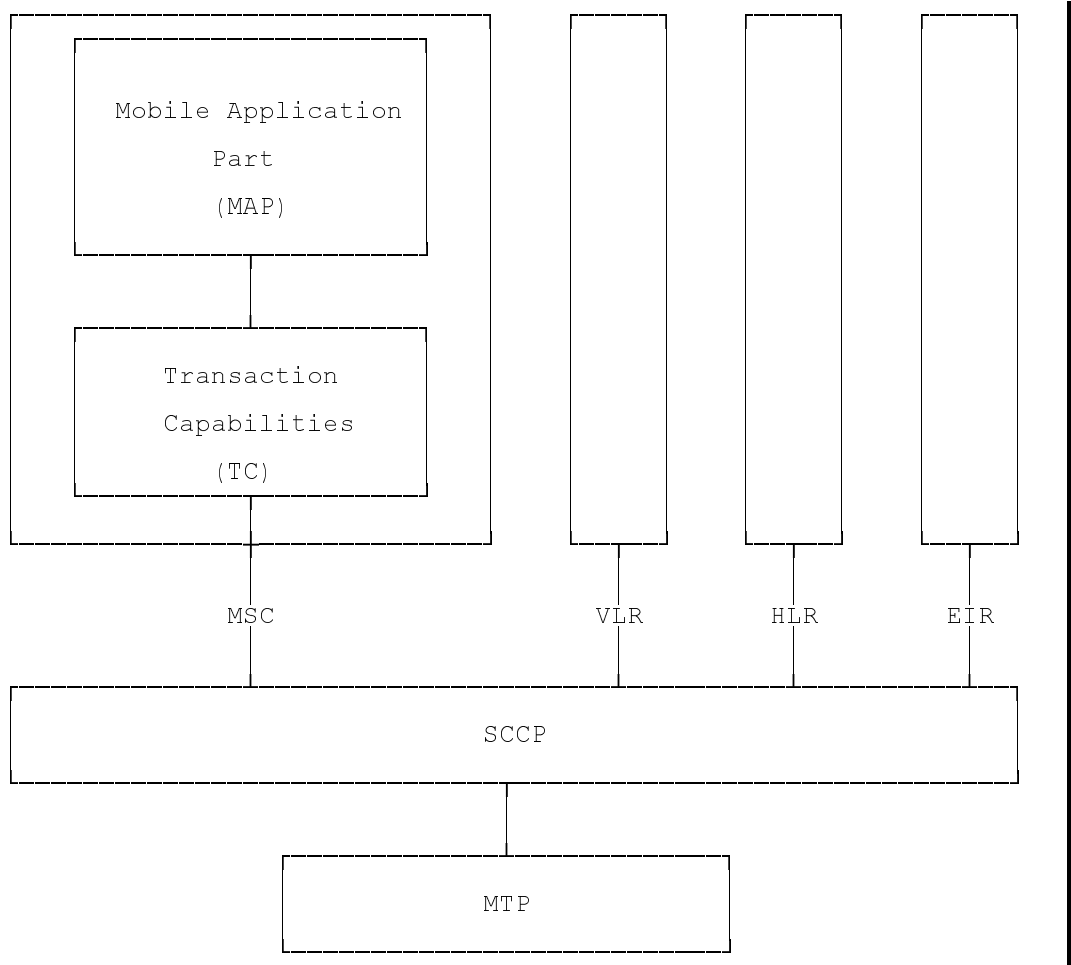 Mobile Application
Part
(MAP)
Transaction
Capabilities
(TC)
MSC
VLR
HLR
EIR
SCCP
MTP